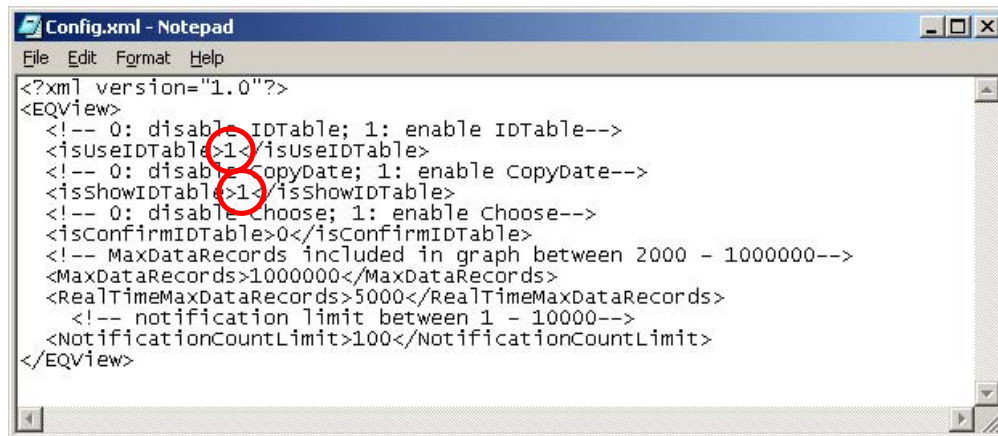 Config.xml - Notepad
File Edit Format Help
<?xml version="1.0"?>
<EQView>
<!-- 0: disable IDTable; 1: enable IDTable-->
<isUseIDTable>1</isUseIDTable>
<!-- 0: disable CopyDate; 1: enable CopyDate-->
<isShowIDTable>1</isShowIDTable>
<!-- 0: disable Choose; 1: enable Choose-->
<isConfirmIDTable>0</isConfirmIDTable>
<!-- MaxDataRecords included in graph between 2000 - 1000000-->
<MaxDataRecords>1000000</MaxDataRecords>
<RealTimeMaxDataRecords>5000</RealTimeMaxDataRecords>
<!-- notification limit between 1 - 10000-->
<NotificationCountLimit>100</NotificationCountLimit>
</EQView>